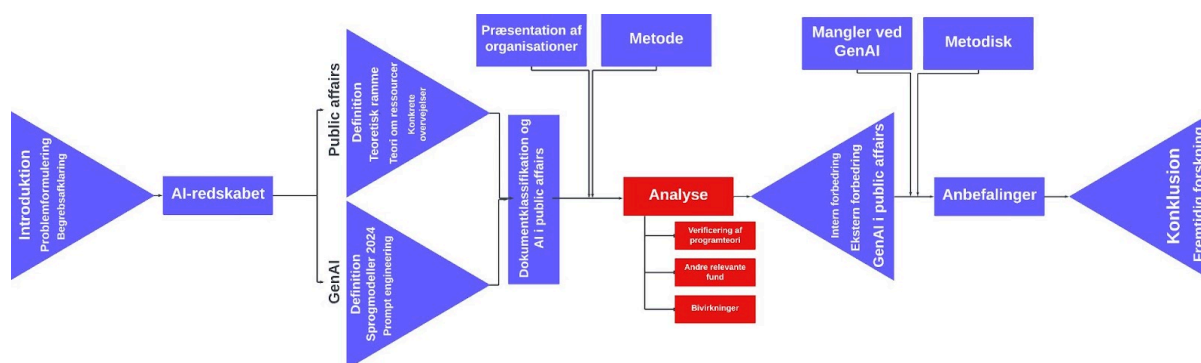 Introduktion
Problemformulering
Begrebsafklaring
AI-redskabet
Public affairs
Definition
Teoretisk ramme
Teori om ressourcer
Konkrete
overvejelser
GenAI
Definition
Sprogmodeller 2024
Prompt engineering
Dokumentklassifikation og
AI i public affairs
Præsentation af
organisationer
Metode
Analyse
Verificering af
programteori
Andre relevante
fund
Bivirkninger
Intern forbedring
Ekstern forbedring
GenAI i public affairs
Mangler ved
GenAI
Metodisk
Anbefalinger
Konklusion
Fremtidig forskning